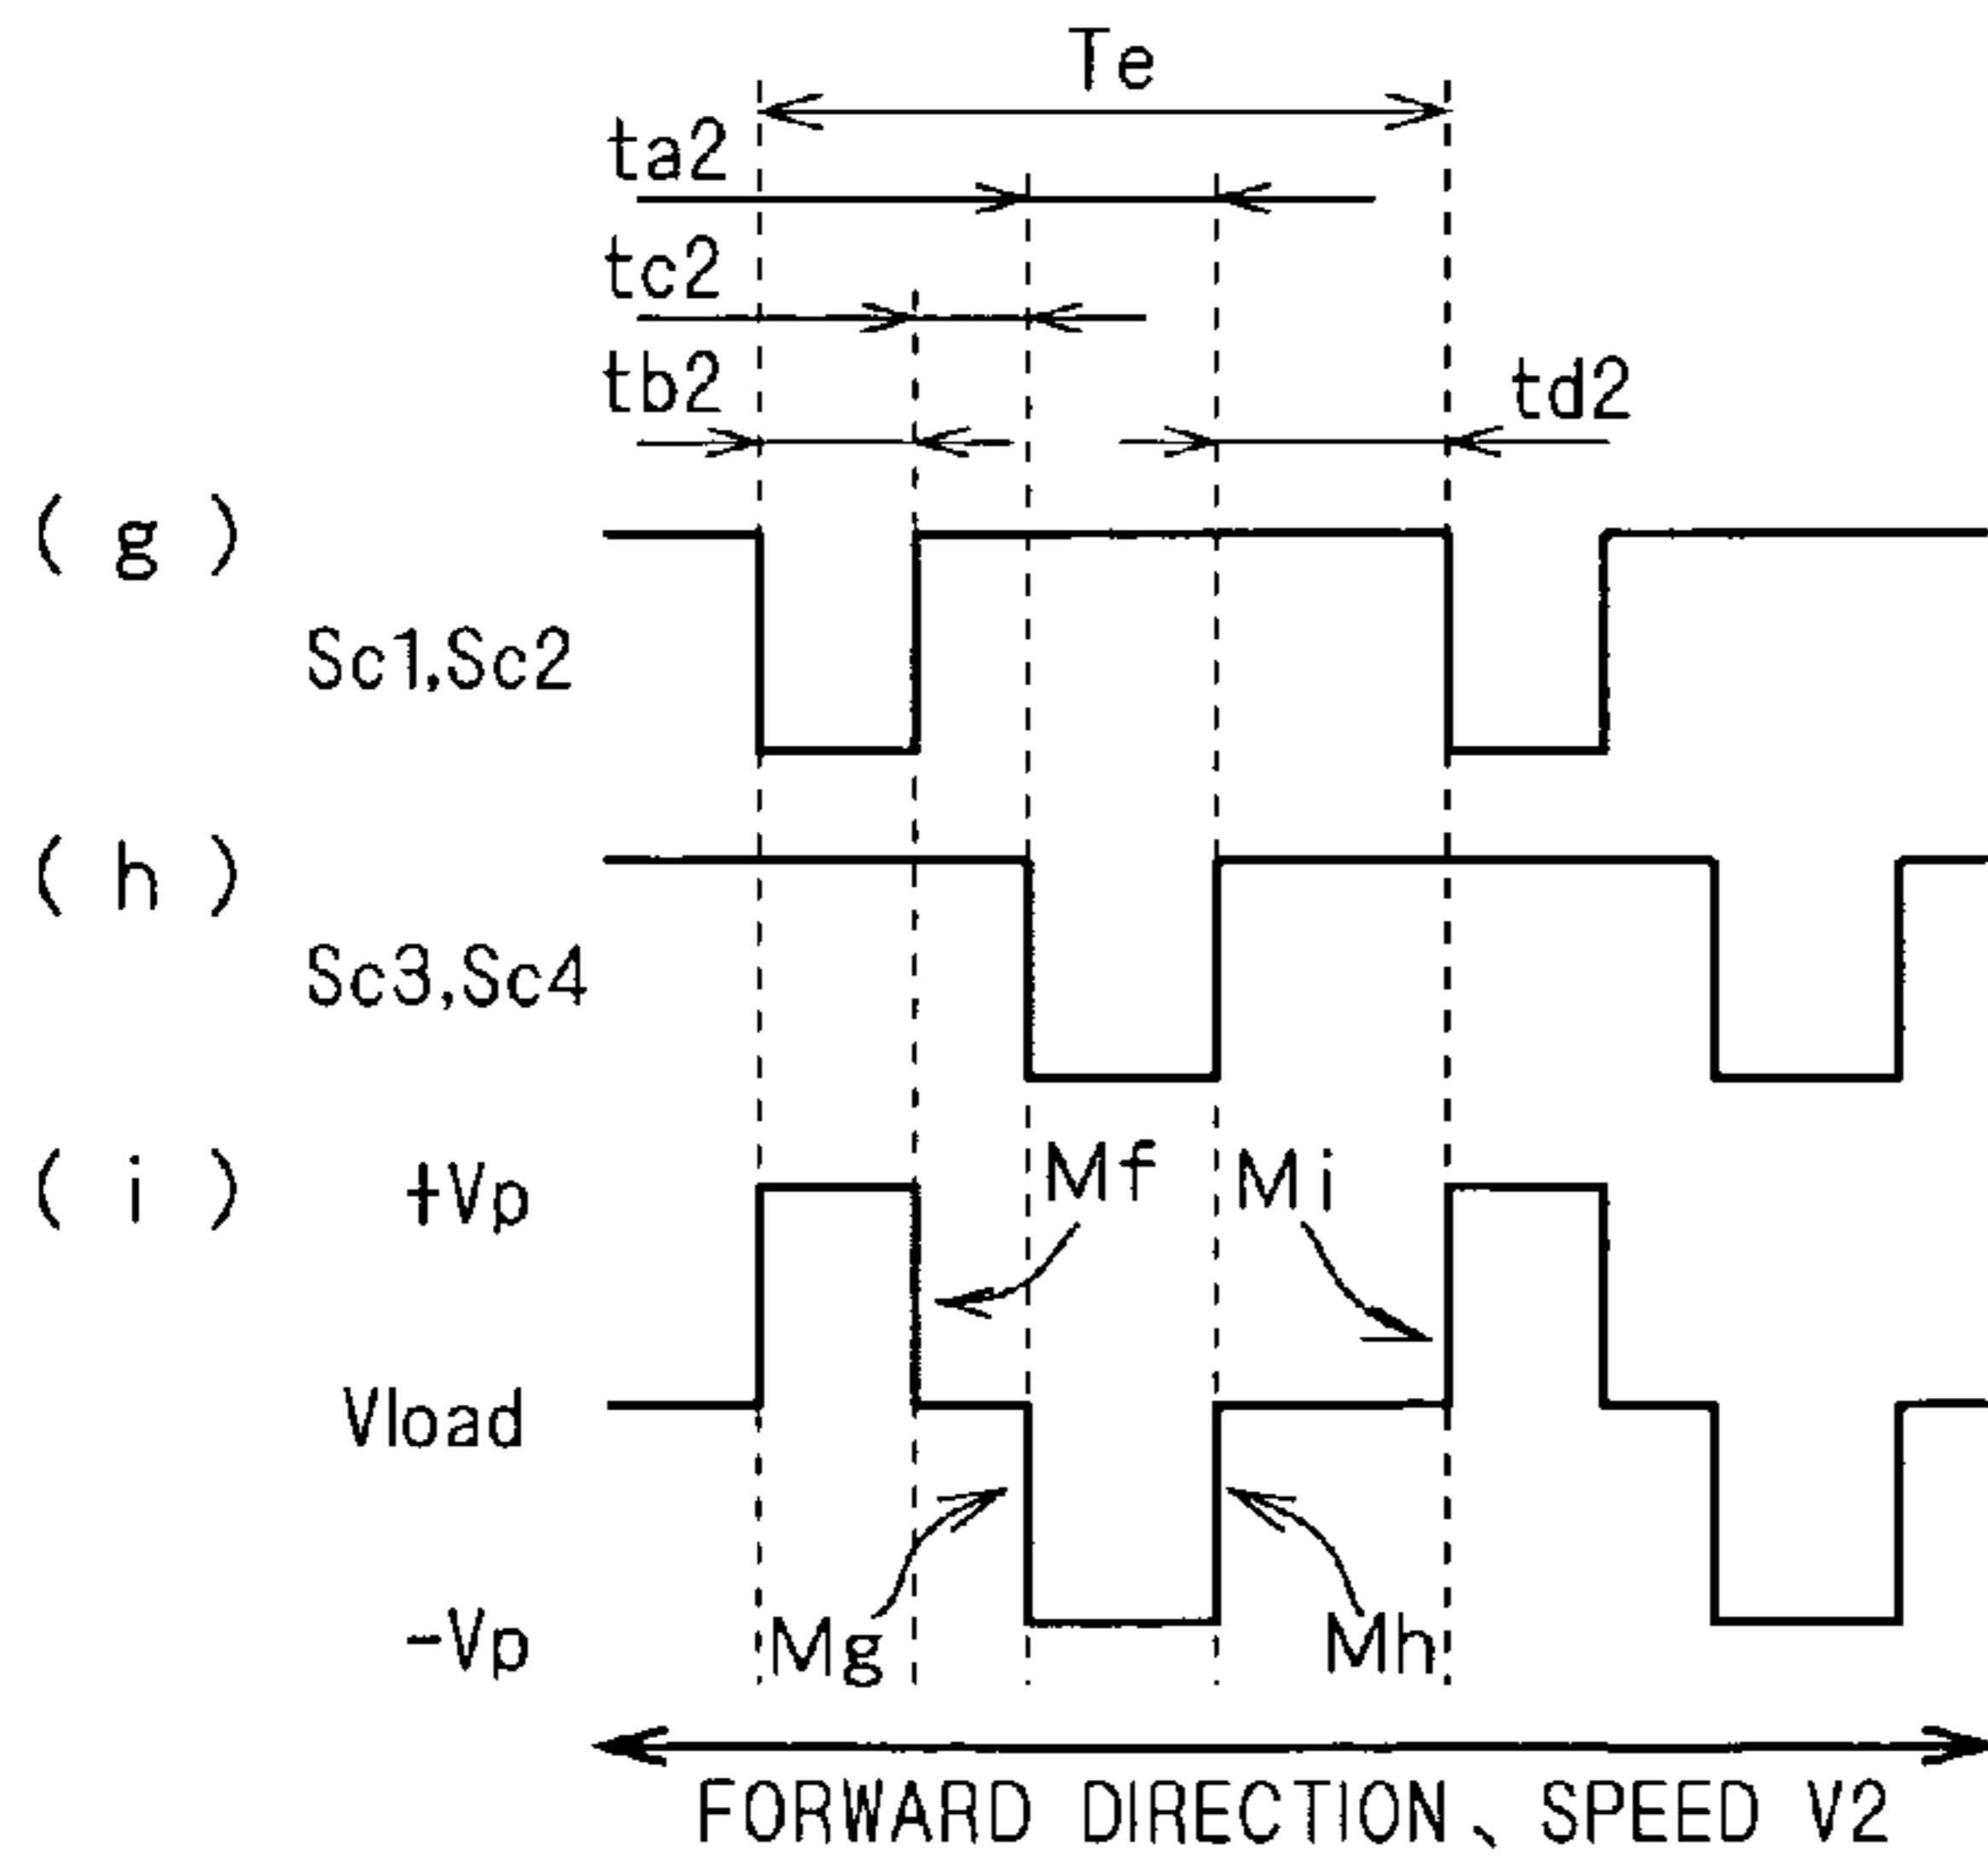 Te
ta2
tc2
tb2 td2
( g )
Sc1,Sc2
( h )
Sc3,Sc4
( i ) +Vp Mf Mi
Vload
-Vp Mg Mh
FORWARD DIRECTION、SPEED V2